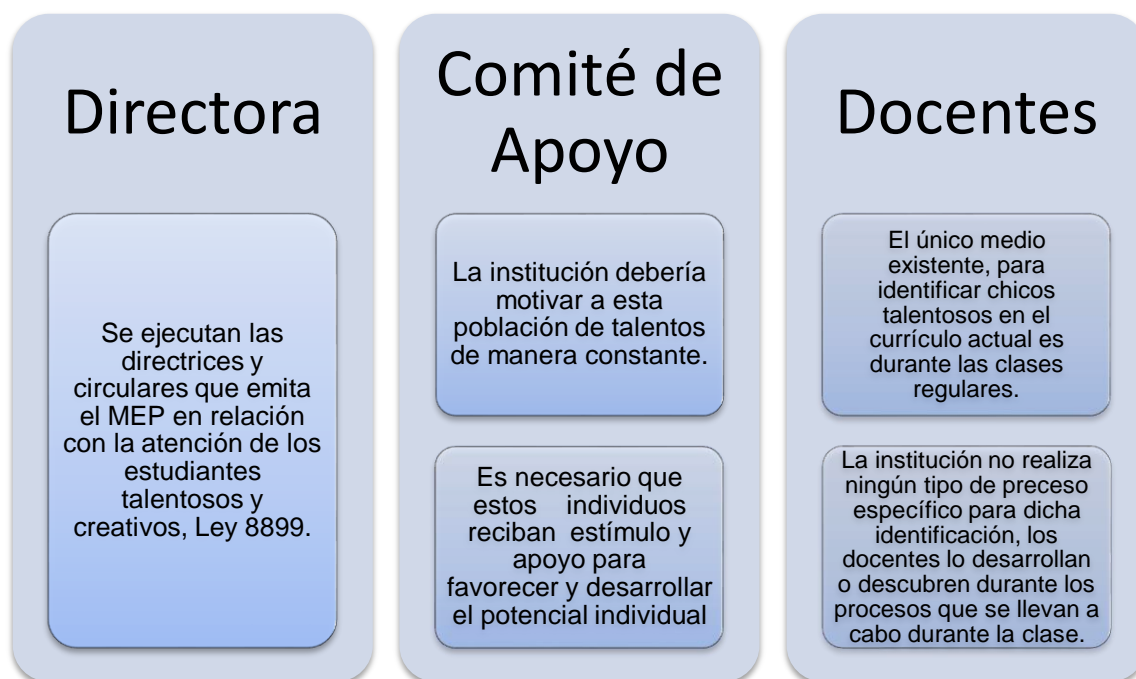 Directora
Se ejecutan las
directrices y
circulares que emita
el MEP en relación
con la atención de los
estudiantes
talentosos y
creativos, Ley 8899.
Comité de
Apoyo
La institución debería
motivar a esta
población de talentos
de manera constante.
Es necesario que
estos individuos
reciban estímulo y
apoyo para
favorecer y desarrollar
el potencial individual
Docentes
El único medio
existente, para
identificar chicos
talentosos en el
currículo actual es
durante las clases
regulares.
La institución no realiza
ningún tipo de preceso
específico para dicha
identificación, los
docentes lo desarrollan
o descubren durante los
procesos que se llevan a
cabo durante la clase.